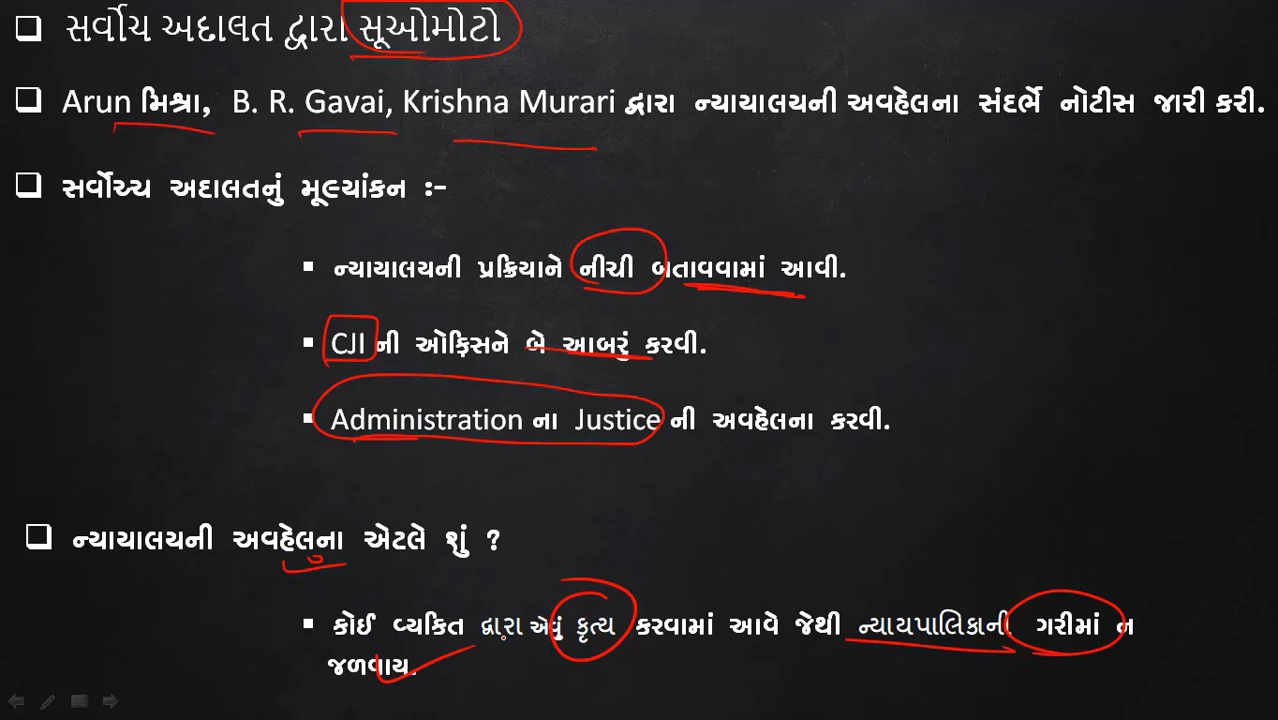 સર્વોચ અદાલત દ્વારા સૂઓમોટો
Arun મિશ્રા, B. R. Gavai, Krishna Murari દ્વારા ન્યાયાલયની અવહેલના સંદર્ભે નોટીસ જારી કરી.
સર્વોચ્ચ અદાલતનું મૂલ્યાંકન :-
ન્યાયાલયની પ્રક્રિયાને નીચી બતાવવામાં આવી.
CJI ની ઓફિસને બે આબરું કરવી.
Administration ના Justice ની અવહેલના કરવી.
ન્યાયાલયની અવહેલના એટલે શું ?
કોઈ વ્યકિત દ્વારા એવું કૃત્ય કરવામાં આવે જેથી ન્યાયપાલિકાની ગરીમાં ન
જળવાય.